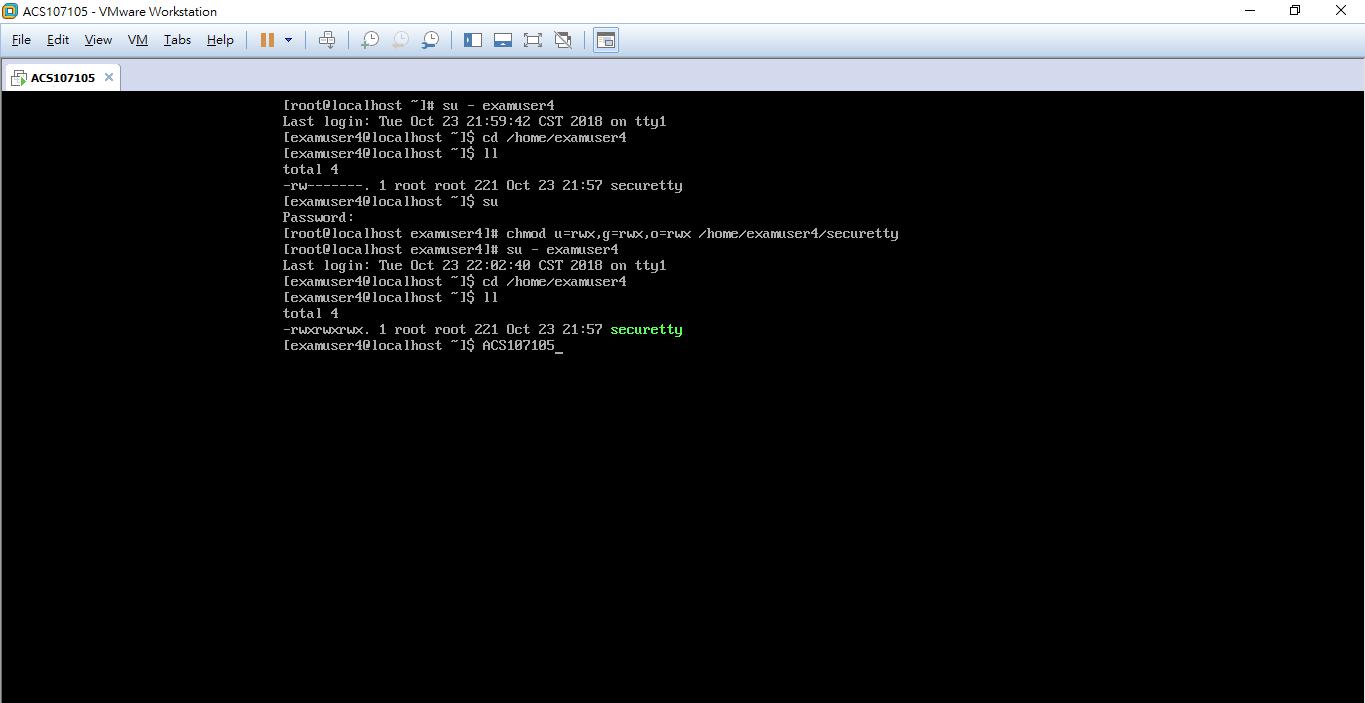 ACS107105 - VMware Workstation
File Edit View VM Tabs Help
ACS107105
[root@localhost ~]# su - examuser4
Last login: Tue Oct 23 21:59:42 CST 2018 on tty1
[examuser4@localhost ~]$ cd /home/examuser4
[examuser4@localhost ~]$ ll
total 4
-rw-------. 1 root root 221 Oct 23 21:57 securetty
[examuser4@localhost ~]$ su
Password:
[root@localhost examuser4]# chmod u=rwx,g=rwx,o=rwx /home/examuser4/securetty
[root@localhost examuser4]# su - examuser4
Last login: Tue Oct 23 22:02:40 CST 2018 on tty1
[examuser4@localhost ~]$ cd /home/examuser4
[examuser4@localhost ~]$ ll
total 4
-rwxrwxrwx. 1 root root 221 Oct 23 21:57 securetty
[examuser4@localhost ~]$ ACS107105_